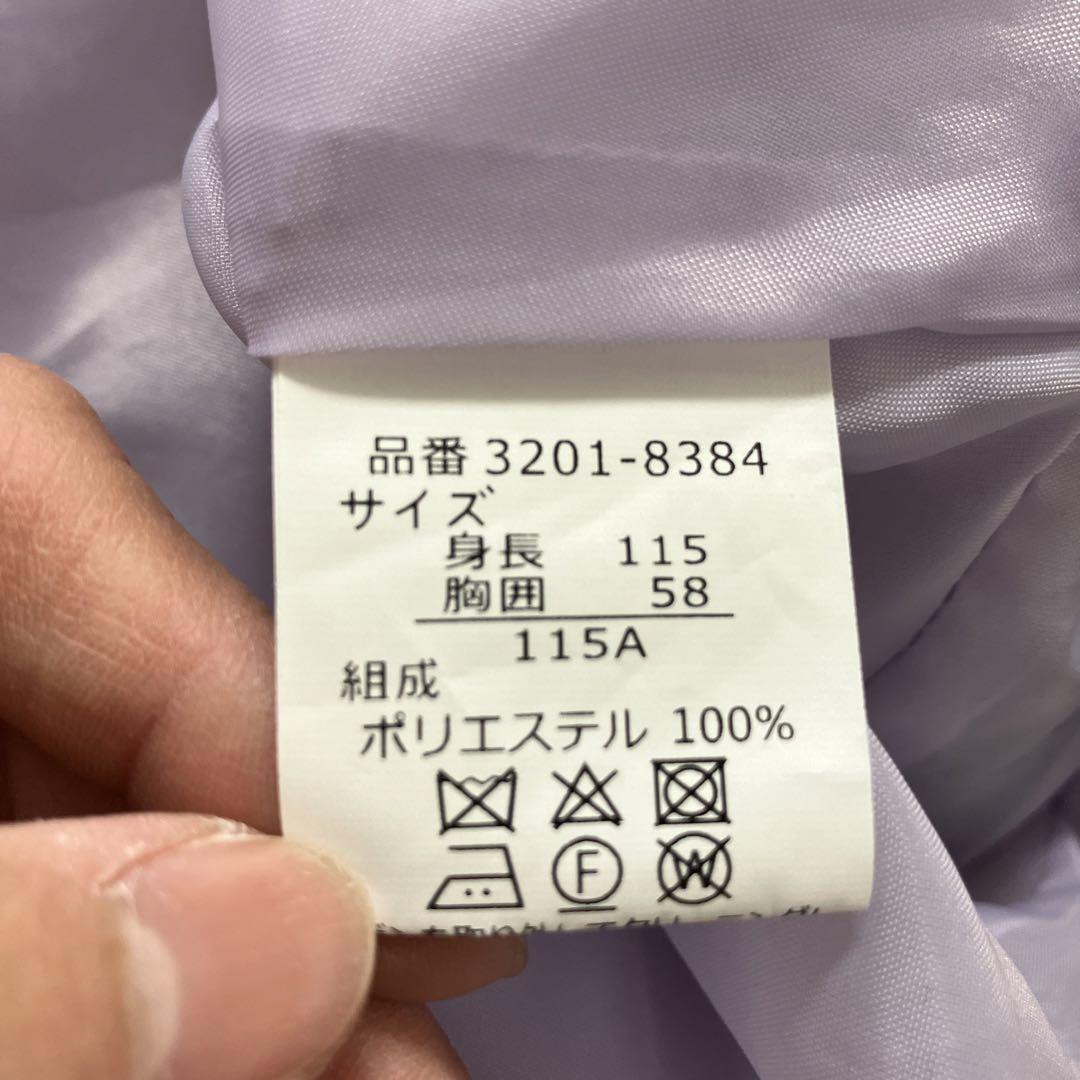 品番 3201-8384
サイズ
身長 115
胸囲 58
115A
組成
ポリエステル 100%
F
W